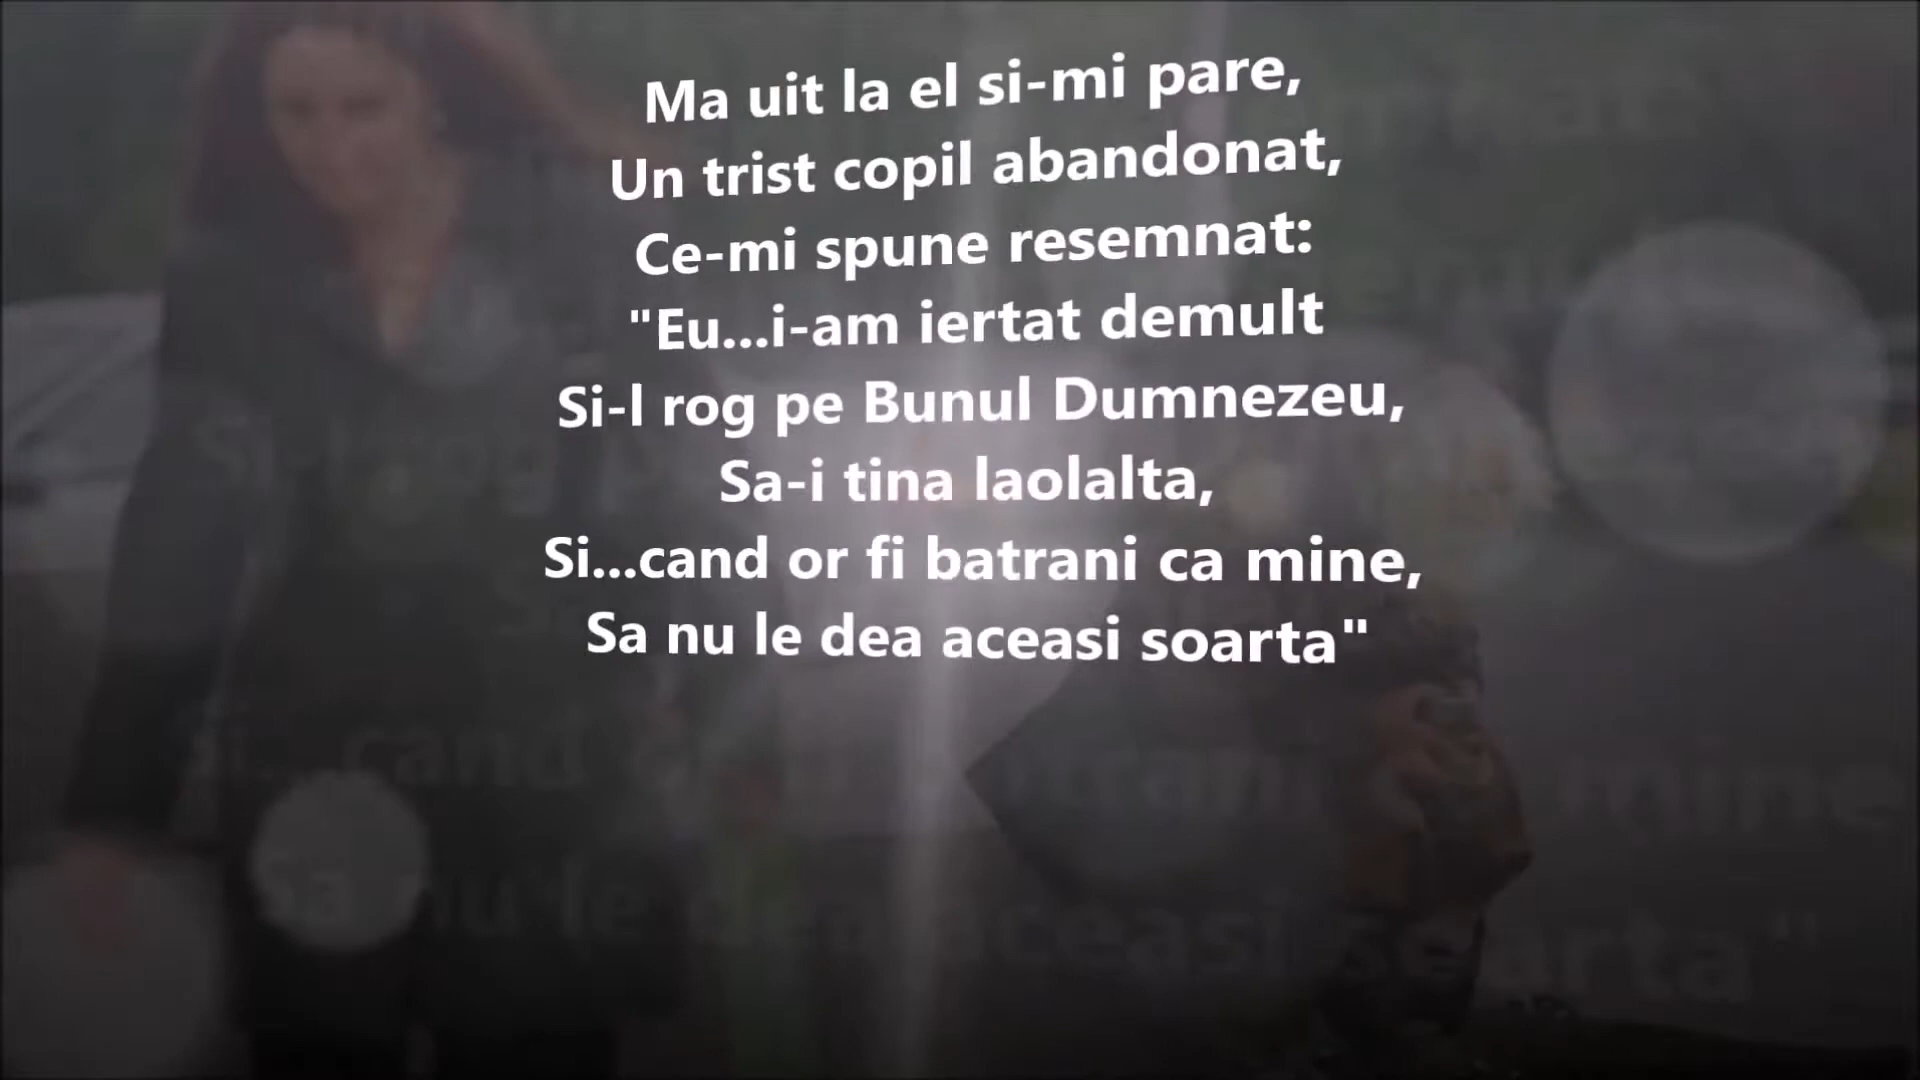 Ma uit la el si-mi pare,
Un trist copil abandonat,
Ce-mi spune resemnat:
"Eu...i-am iertat demult
Si-l rog pe Bunul Dumnezeu,
Sa-i tina laolalta,
Si...cand or fi batrani ca mine,
Sa nu le dea aceasi soarta"